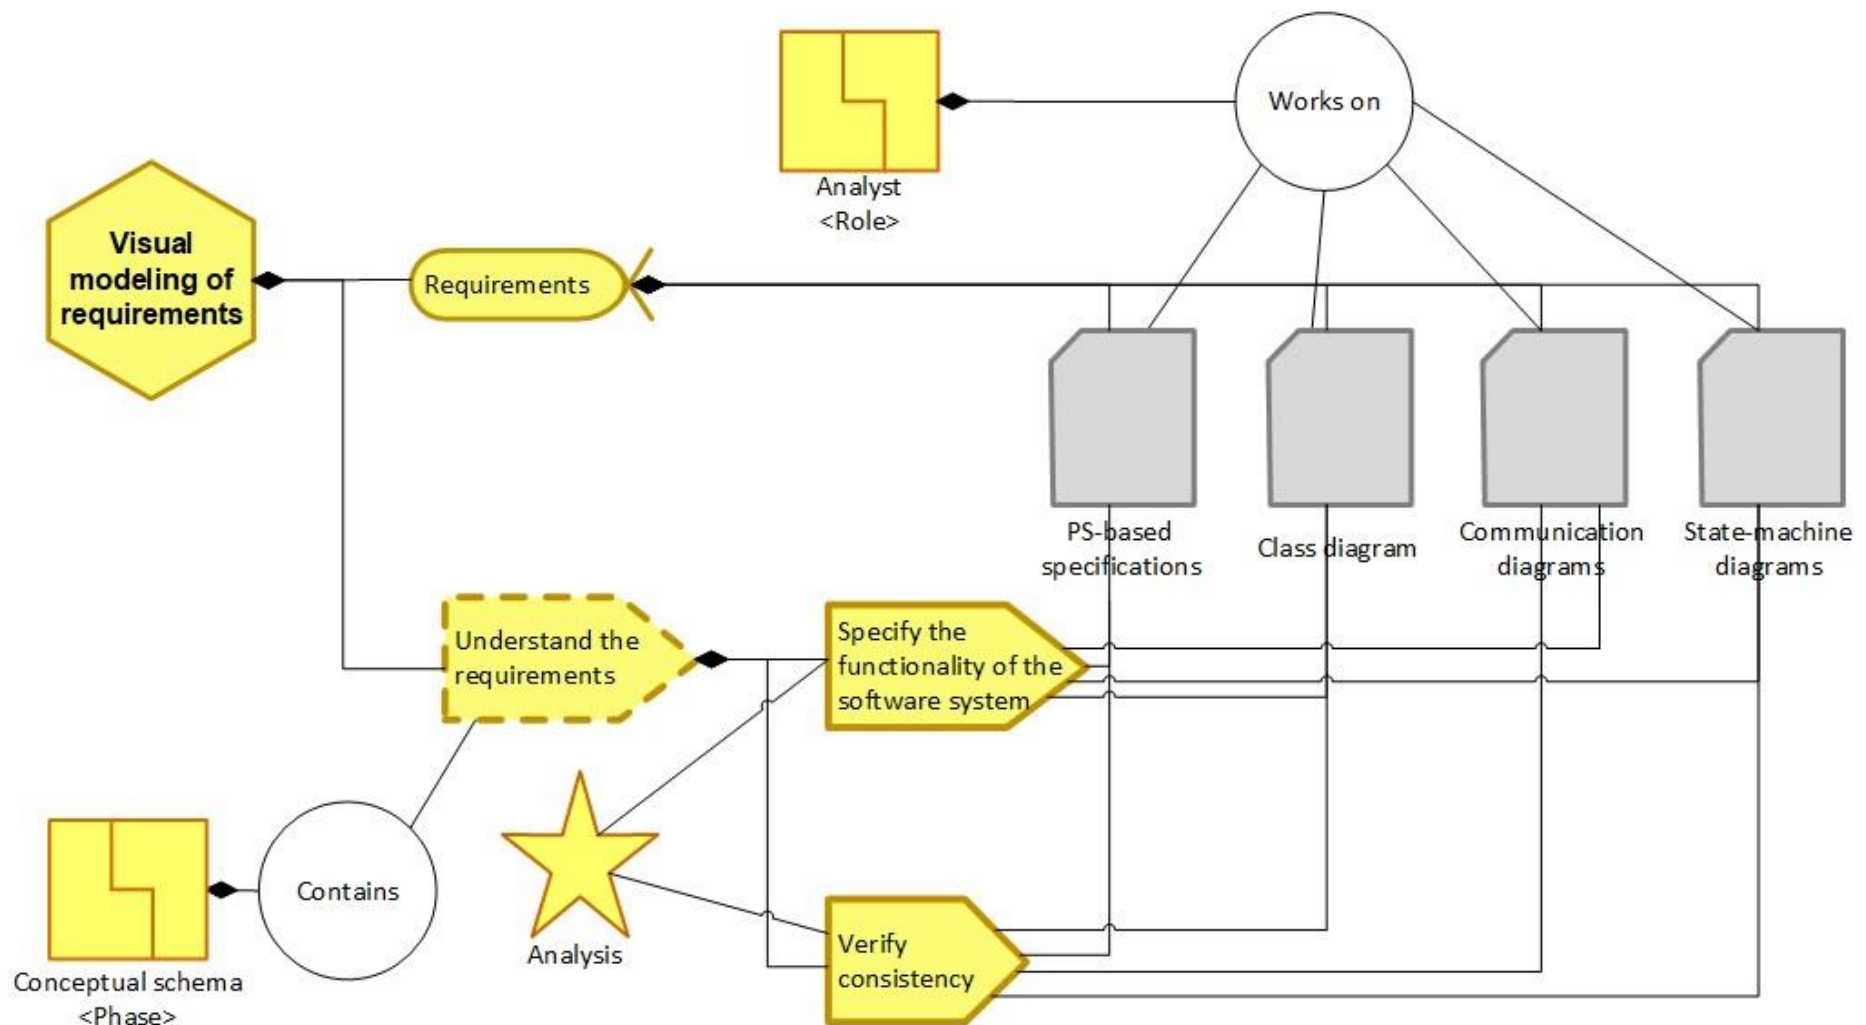 Works on
Analyst
<Role>
Visual
modeling of
requirements
Requirements
PS-based
specifications
Class diagram
Communication
diagrams
State-machine
diagrams
Understand the
requirements
Specify the
functionality of the
software system
Contains
Conceptual schema
<Phase>
Analysis
Verify
consistency